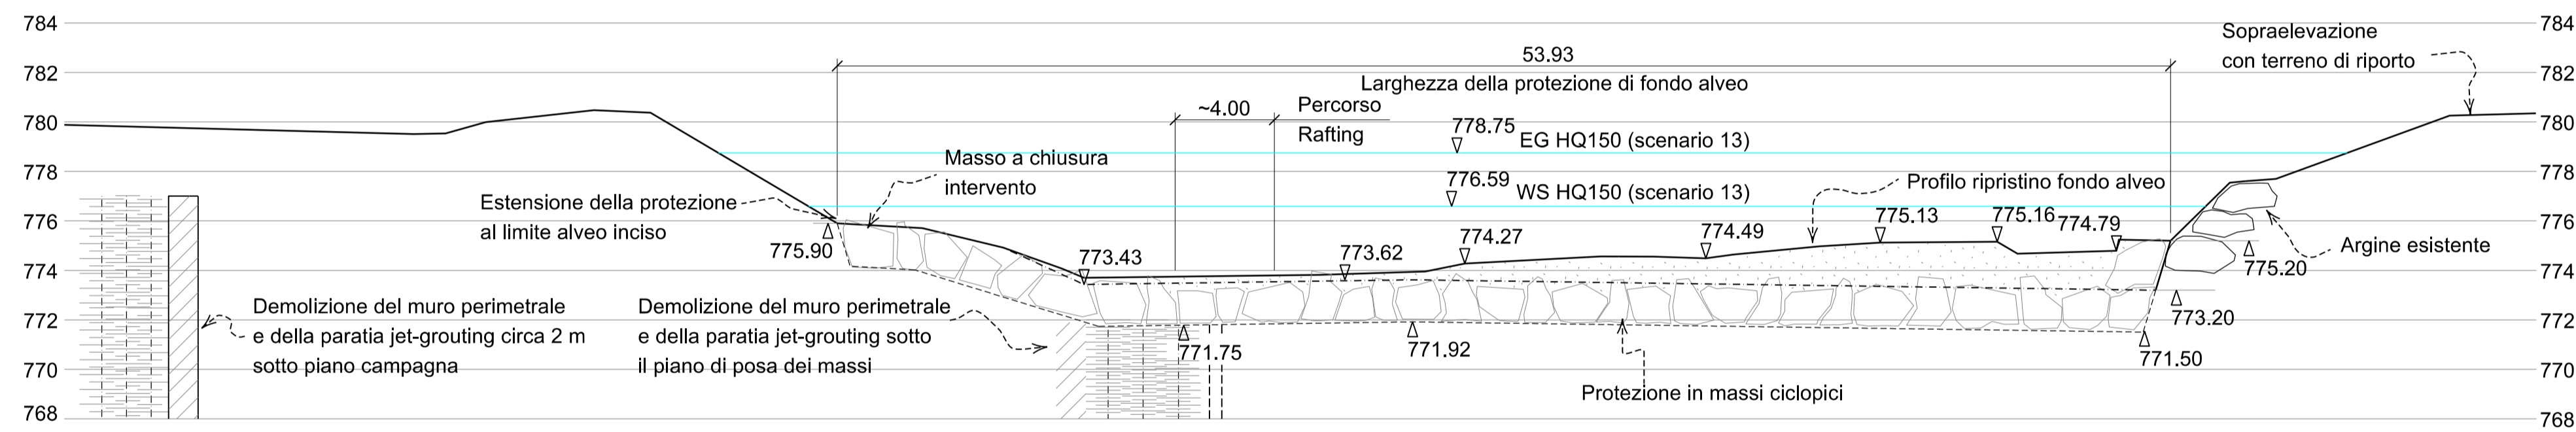 784
784
Sopraelevazione
con terreno di riporto
53.93
782
782
Larghezza della protezione di fondo alveo
~4.00
Percorso
Rafting
780
780
778.75
EG HQ150 (scenario 13)
Masso a chiusura
intervento
778
778
776.59
WS HQ150 (scenario 13)
Profilo ripristino fondo alveo
Estensione della protezione
al limite alveo inciso
776
776
775.90
773.43
773.62
774.27
774.49
775.13
775.16
774.79
Argine esistente
775.20
774
774
Demolizione del muro perimetrale
e della paratia jet-grouting circa 2 m
sotto piano campagna
Demolizione del muro perimetrale
e della paratia jet-grouting sotto
il piano di posa dei massi
773.20
772
772
771.75
771.92
771.50
770
770
Protezione in massi ciclopici
768
768